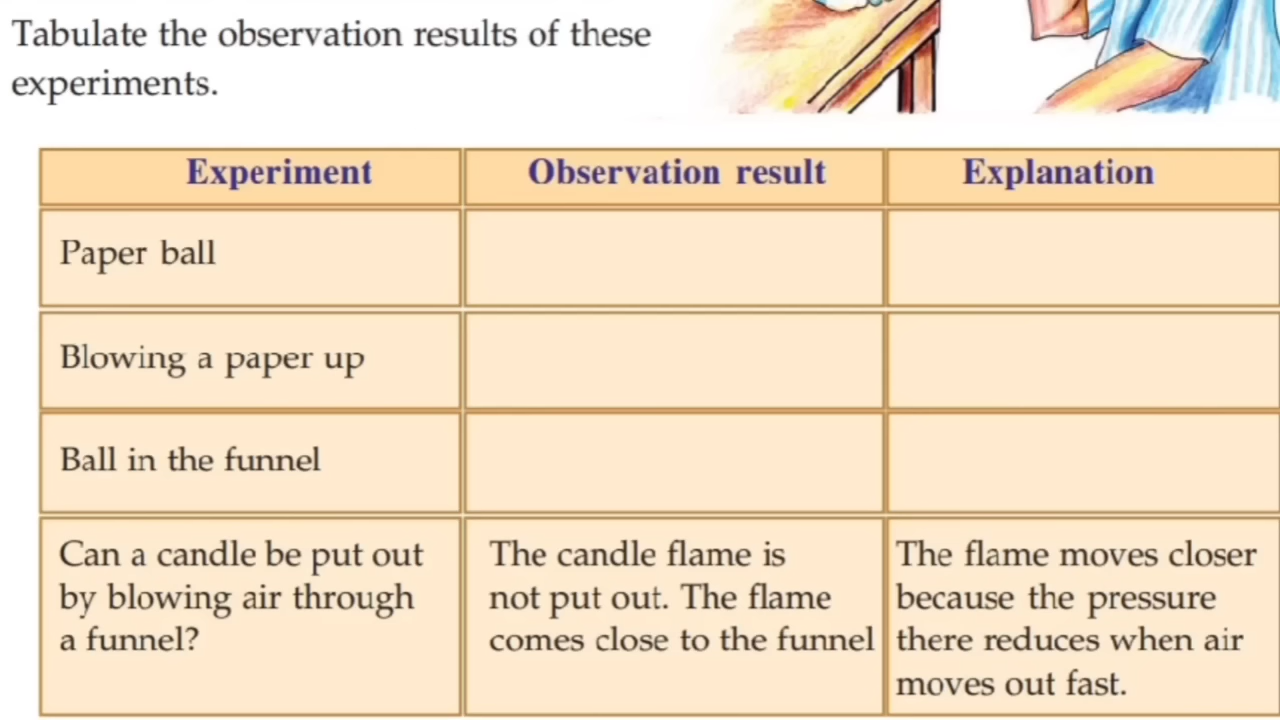 Tabulate the observation results of these
experiments.
Experiment
Observation result
Explanation
Paper ball
Blowing a paper up
Ball in the funnel
Can a candle be put out
by blowing air through
a funnel?
The candle flame is
not put out. The flame
comes close to the funnel
The flame moves closer
because the pressure
there reduces when air
moves out fast.